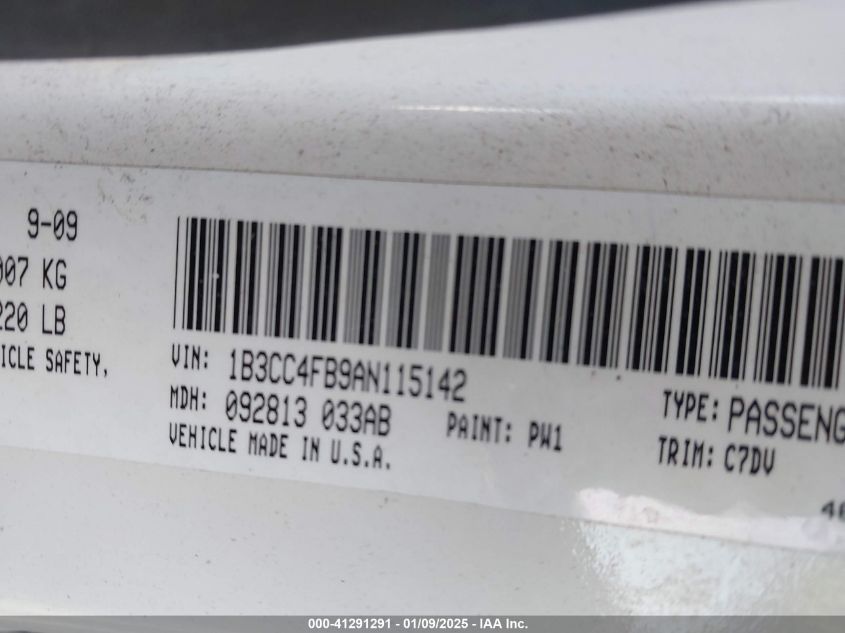 9-09
007 KG
220 LB
ICLE SAFETY,
VIN: 1B3CC4FB9AN115142
MDH: 092813 033AB
PAINT: PW1
VEHICLE MADE IN U.S.A.
TYPE: PASSENG
TRIM: C7DV
000-41291291 - 01/09/2025 - IAA Inc.